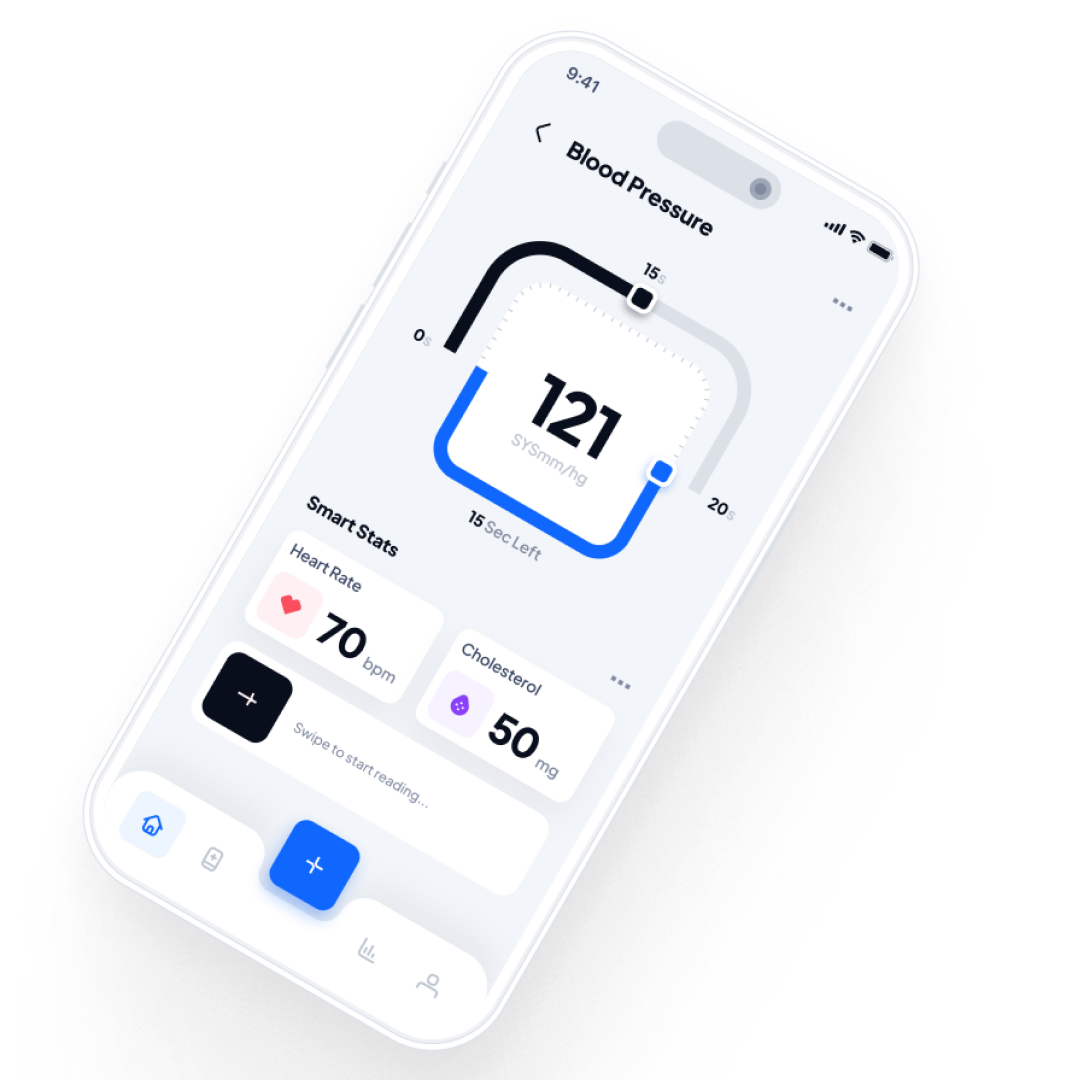 9:41
Blood Pressure
15s
0s
121
SYSmm/hg
20s
15 Sec Left
Smart Stats
Heart Rate
70 bpm
Cholesterol
50 mg
Swipe to start reading...